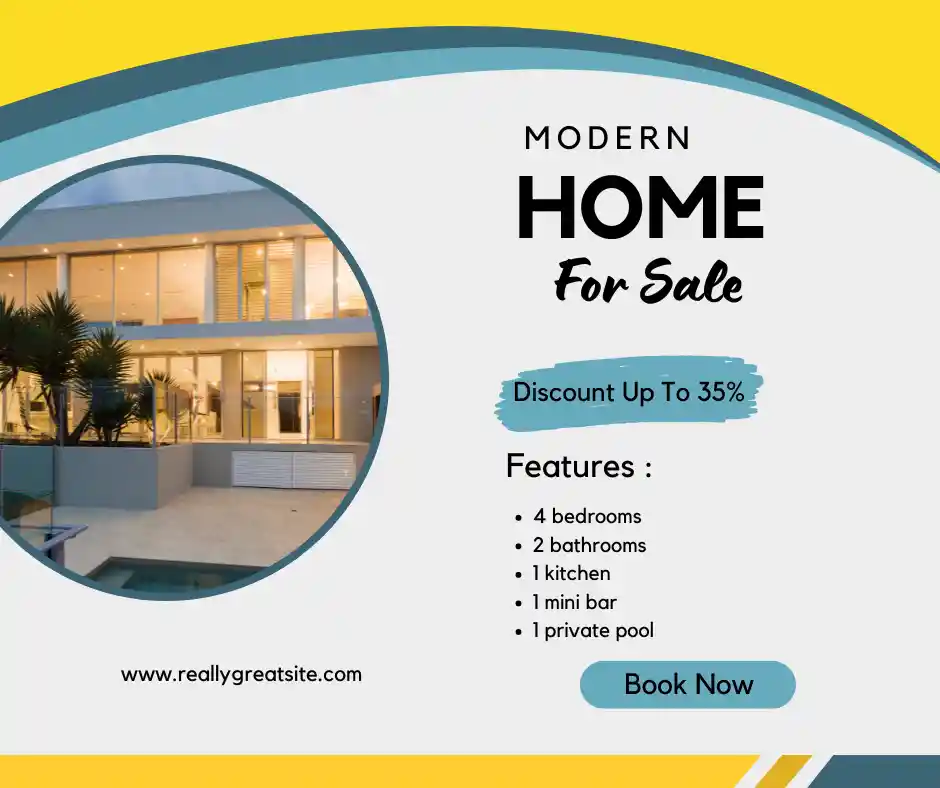 MODERN
HOME
For Sale
Discount Up To 35%
Features :
• 4 bedrooms
• 2 bathrooms
• 1 kitchen
• 1 mini bar
• 1 private pool
www.reallygreatsite.com
Book Now